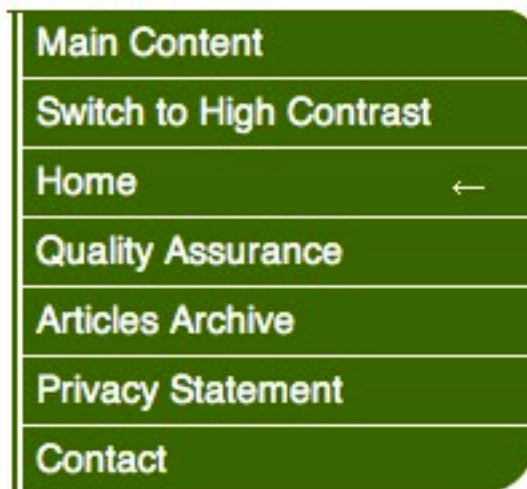 Main Content
Switch to High Contrast
Home ←
Quality Assurance
Articles Archive
Privacy Statement
Contact